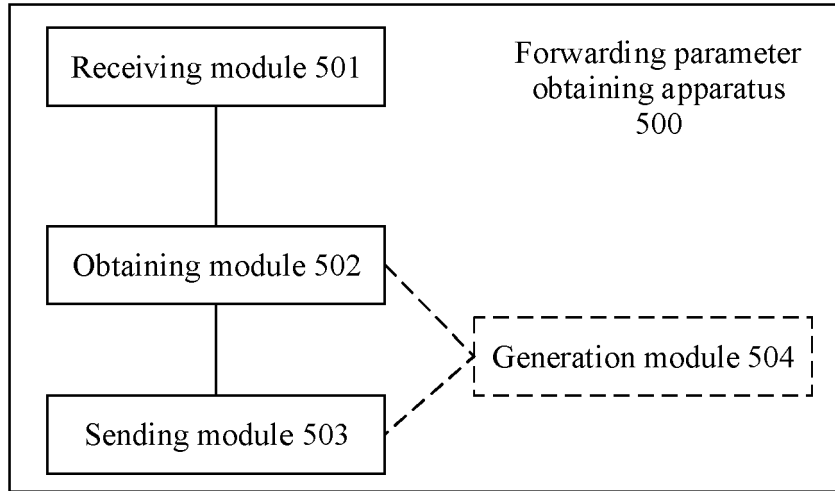 Receiving module 501
Forwarding parameter
obtaining apparatus
500
Obtaining module 502
Generation module 504
Sending module 503